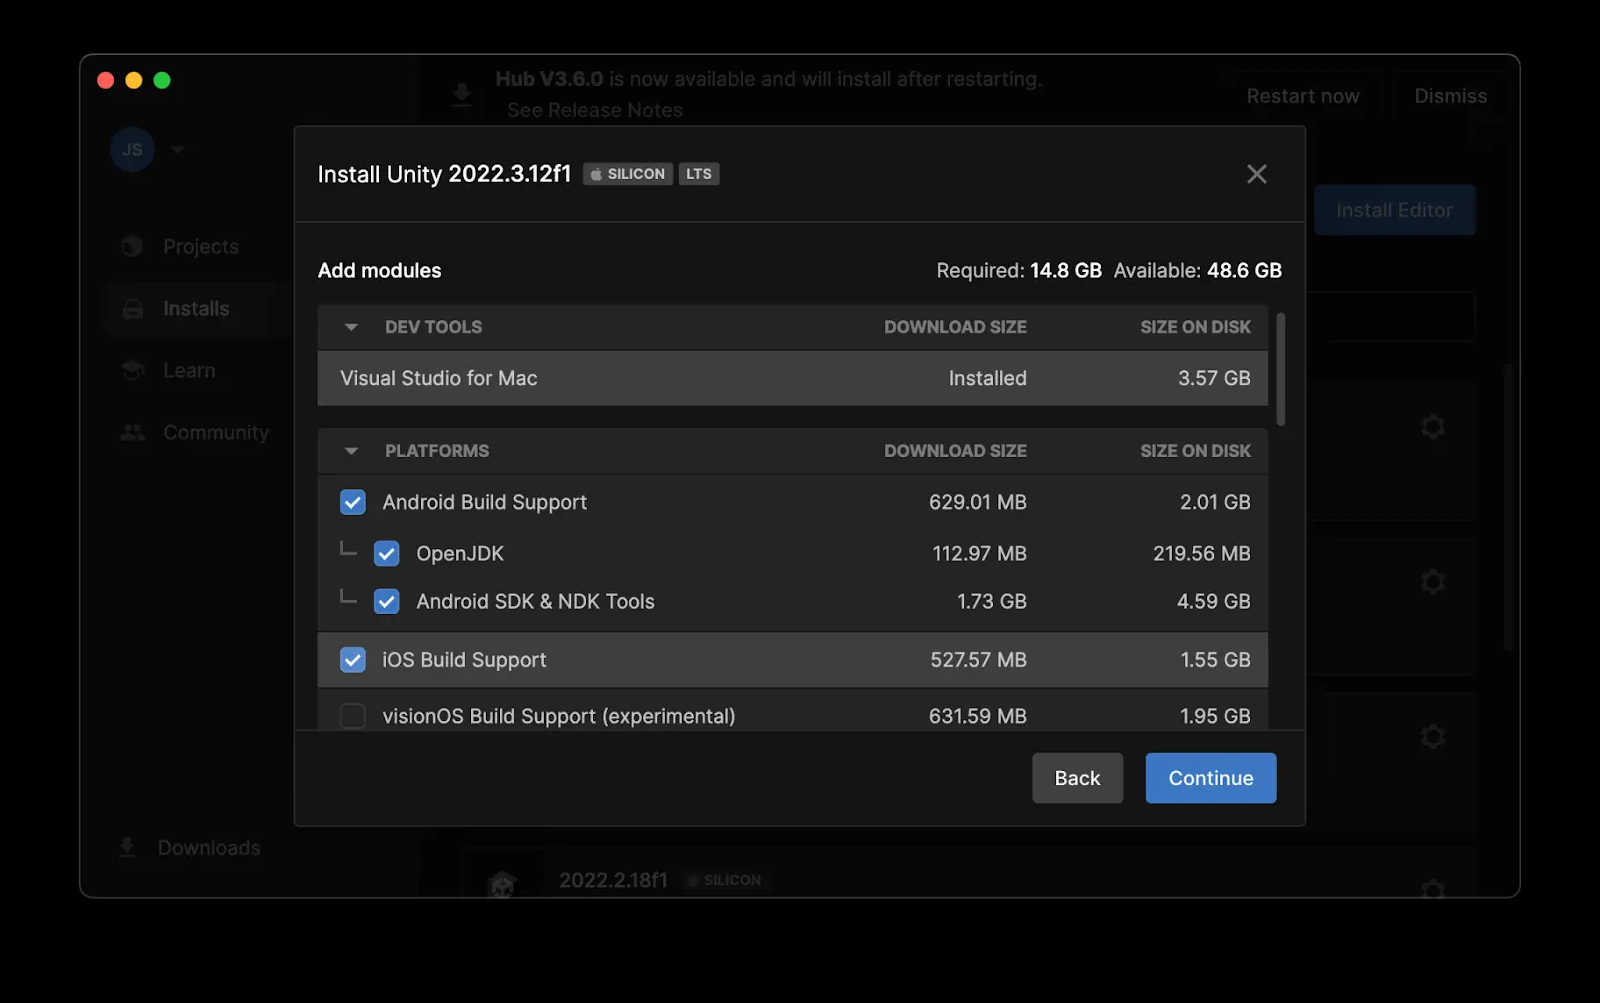 Hub V3.6.0 is now available and will install after restarting.
See Release Notes
Restart now
Dismiss
JS
Install Unity 2022.3.12f1 SILICON LTS
Install Editor
Projects
Installs
Learn
Community
Downloads
Add modules
Required: 14.8 GB Available: 48.6 GB
DEV TOOLS DOWNLOAD SIZE SIZE ON DISK
Visual Studio for Mac Installed 3.57 GB
PLATFORMS DOWNLOAD SIZE SIZE ON DISK
Android Build Support 629.01 MB 2.01 GB
OpenJDK 112.97 MB 219.56 MB
Android SDK & NDK Tools 1.73 GB 4.59 GB
iOS Build Support 527.57 MB 1.55 GB
visionOS Build Support (experimental) 631.59 MB 1.95 GB
Back Continue
2022.2.18f1 SILICON